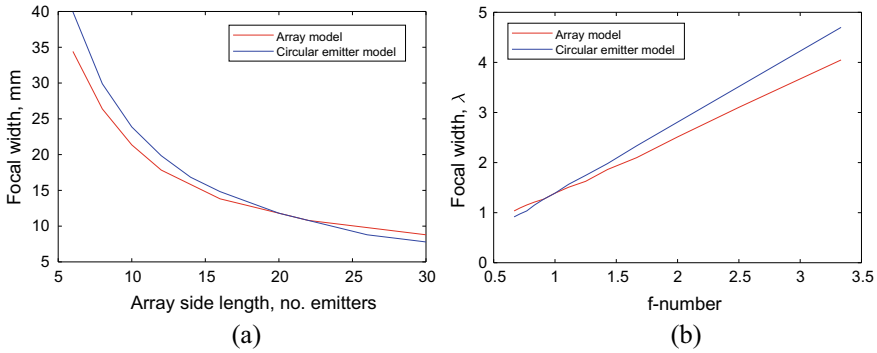 40
35
30
25
20
15
10
5
Focal width, mm
Array model
Circular emitter model
5 10 15 20 25 30
Array side length, no. emitters
(a)
5
4
3
2
1
0
Focal width, λ
Array model
Circular emitter model
0.5 1 1.5 2 2.5 3 3.5
f-number
(b)